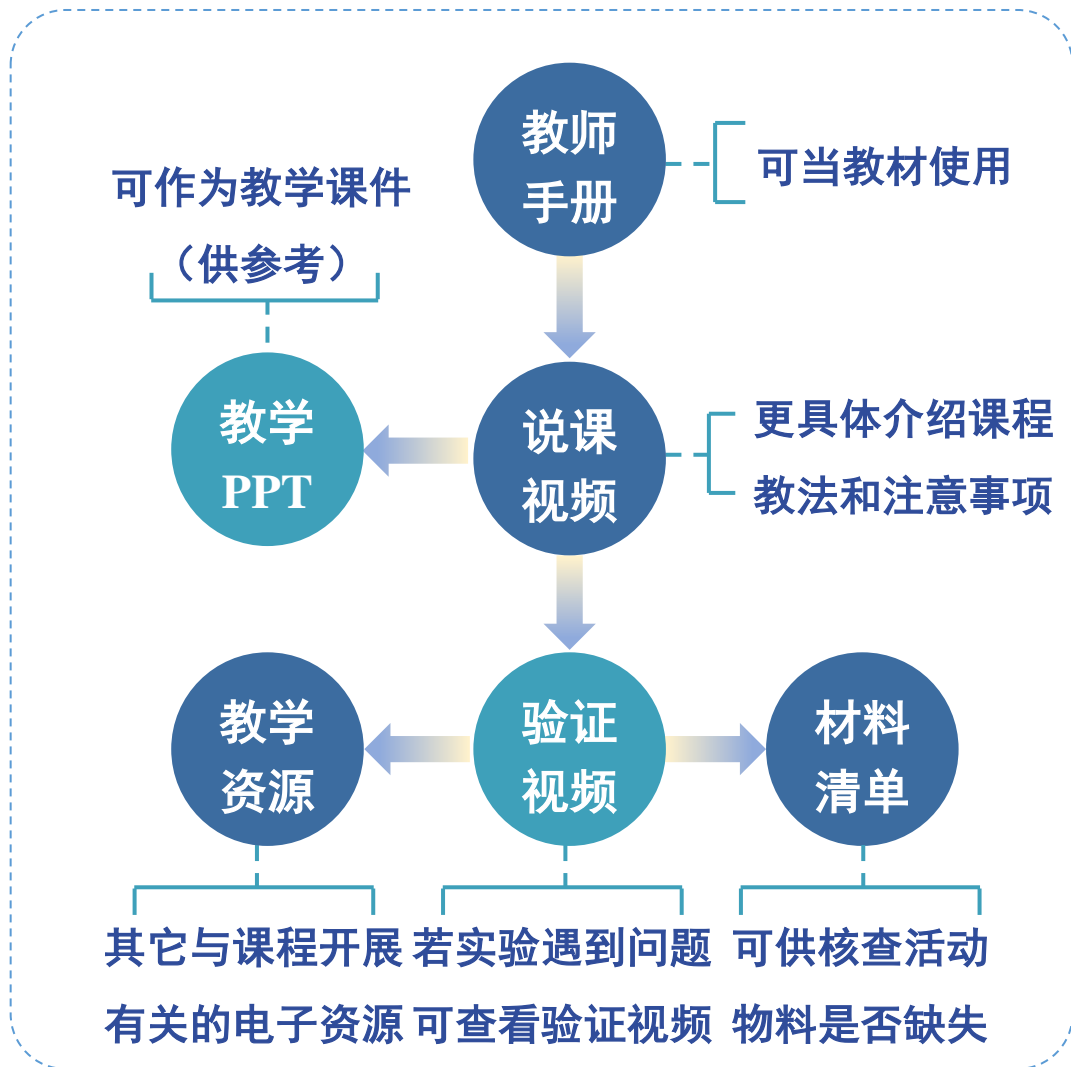 教师
手册
可当教材使用
可作为教学课件
（供参考）
教学
PPT
说课
视频
更具体介绍课程
教法和注意事项
教学
资源
验证
视频
材料
清单
其它与课程开展
有关的电子资源
若实验遇到问题
可查看验证视频
可供核查活动
物料是否缺失